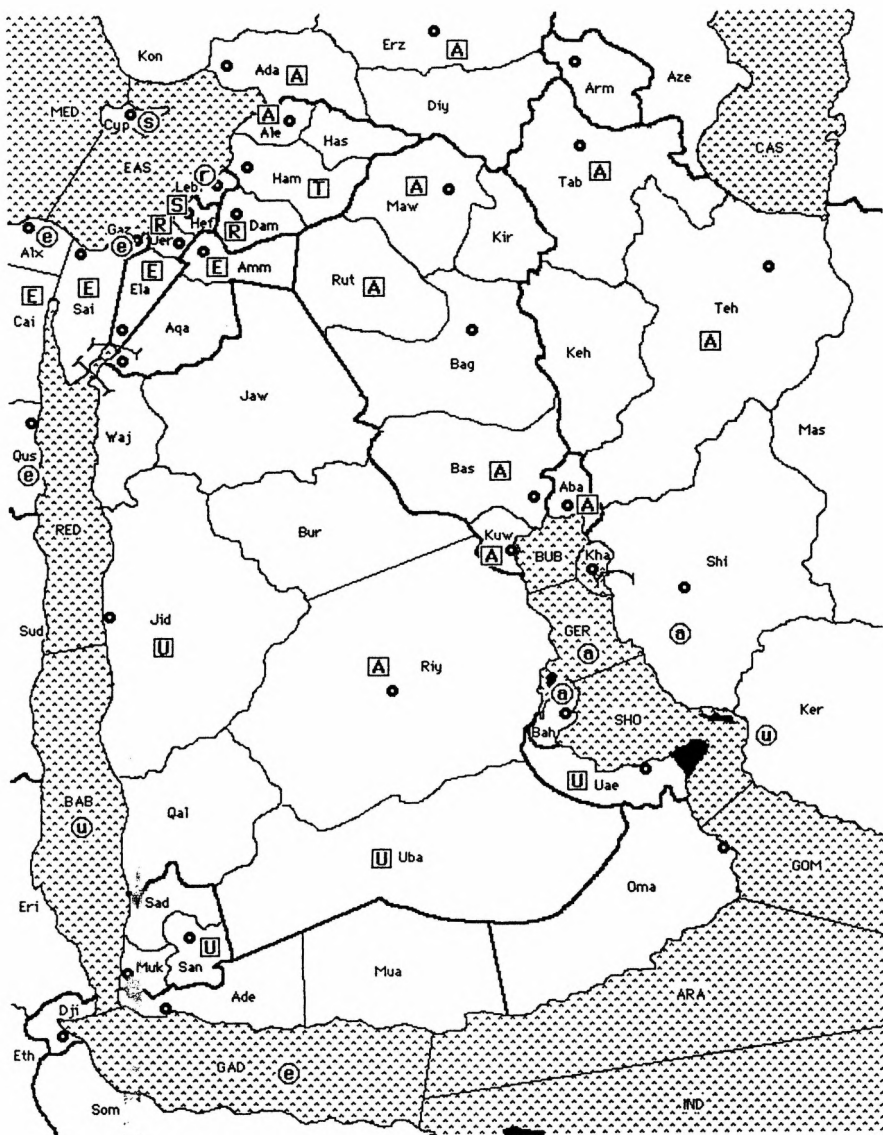 Kon
Ada A
Erz A
Arm
Aze
Diy
MED
Cyp s
A
Ale
Has
CAS
EAS
Leb r
Ham T
Maw A
Tab A
Kir
S
Hef
R Dam
Alx e
Gaz e
R Jer
E Amm
E Cai
E Sai
E Ela
Rut A
Teh A
Aqa
Bag
Keh
Jaw
Mas
Qus e
Waj
Bas A
Aba A
Bur
Kuw A
BUB
Kha
RED
Shi a
Sud
Jid U
A Riy
GER a
a Bah
SHO
Ker
u
U Uae
BAB u
Qal
U Uba
Oma
GOM
Eri
Sad
San U
Muk
Ade
Mua
ARA
Dji
Eth
GAD e
Som
IND